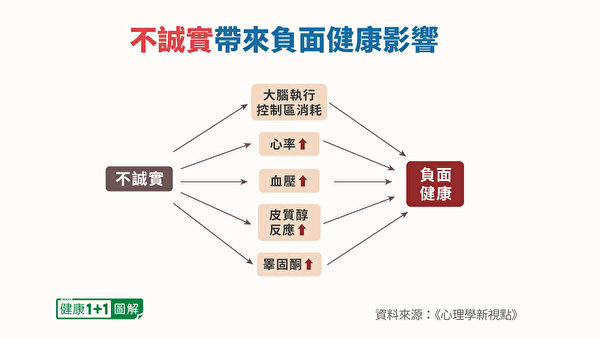 不誠實帶來負面健康影響
大腦執行
控制區消耗
心率
不誠實
血壓
負面
健康
皮質醇
反應
睪固酮
健康1+1圖解
資料來源：《心理學新視點》